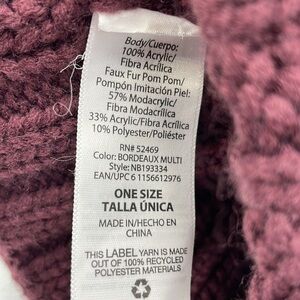 Body/Cuerpo:
100% Acrylic/
Fibra Acrílica
Faux Fur Pom Pom/
Pompón Imitación Piel:
57% Modacrylic/
Fibra Modacrílica
33% Acrylic/Fibra Acrílica
10% Polyester/Poliéster
RN# 52469
Color: BORDEAUX MULTI
Style: NB193334
EAN/UPC 6 1156612976
ONE SIZE
TALLA ÚNICA
MADE IN/HECHO EN
CHINA
THIS LABEL YARN IS MADE
OUT OF 100% RECYCLED
POLYESTER MATERIALS